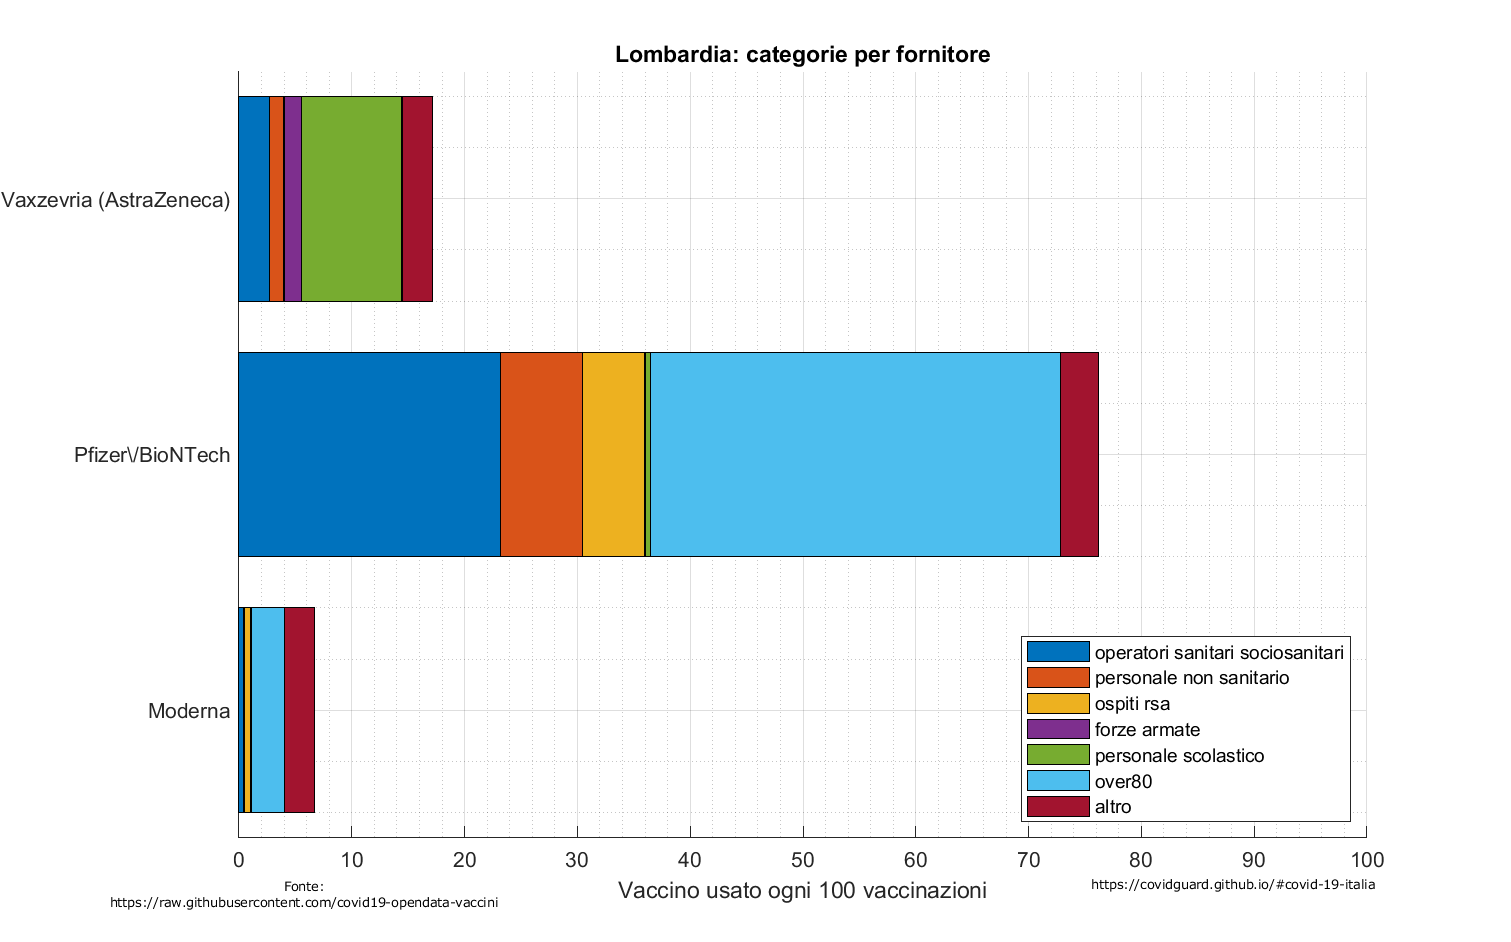 Lombardia: categorie per fornitore
Vaxzevria (AstraZeneca)
Pfizer\/BioNTech
Moderna
operatori sanitari sociosanitari
personale non sanitario
ospiti rsa
forze armate
personale scolastico
over80
altro
0 10 20 30 40 50 60 70 80 90 100
Vaccino usato ogni 100 vaccinazioni
Fonte:
https://raw.githubusercontent.com/covid19-opendata-vaccini
https://covidguard.github.io/#covid-19-italia